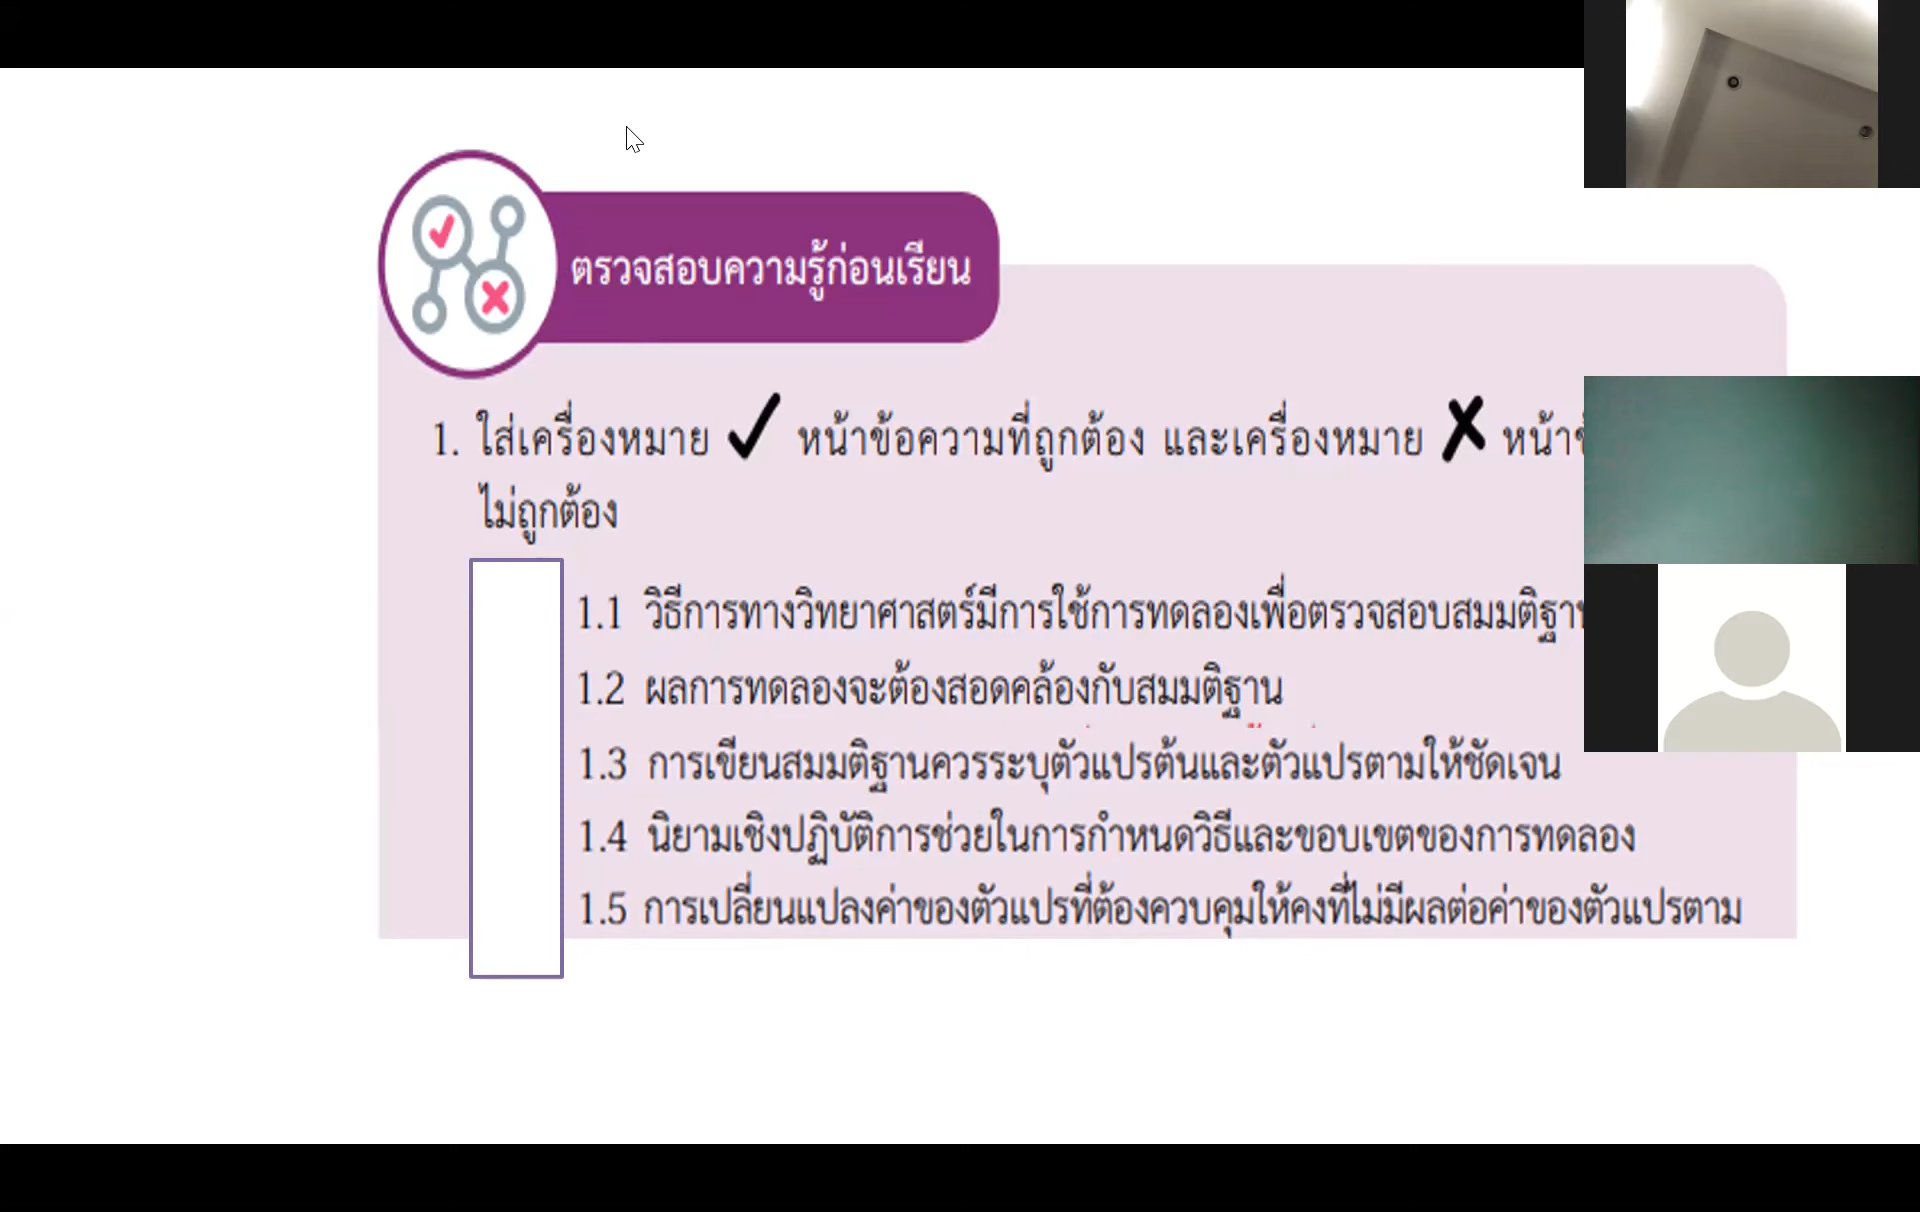 ตรวจสอบความรู้ก่อนเรียน
1. ใส่เครื่องหมาย ✓ หน้าข้อความที่ถูกต้อง และเครื่องหมาย ✗
ไม่ถูกต้อง
1.1 วิธีการทางวิทยาศาสตร์มีการใช้การทดลองเพื่อตรวจสอบสมมติฐาน
1.2 ผลการทดลองจะต้องสอดคล้องกับสมมติฐาน
1.3 การเขียนสมมติฐานควรระบุตัวแปรต้นและตัวแปรตามให้ชัดเจน
1.4 นิยามเชิงปฏิบัติการช่วยในการกำหนดวิธีและขอบเขตของการทดลอง
1.5 การเปลี่ยนแปลงค่าของตัวแปรที่ต้องควบคุมให้คงที่ไม่มีผลต่อค่าของตัวแปรตาม